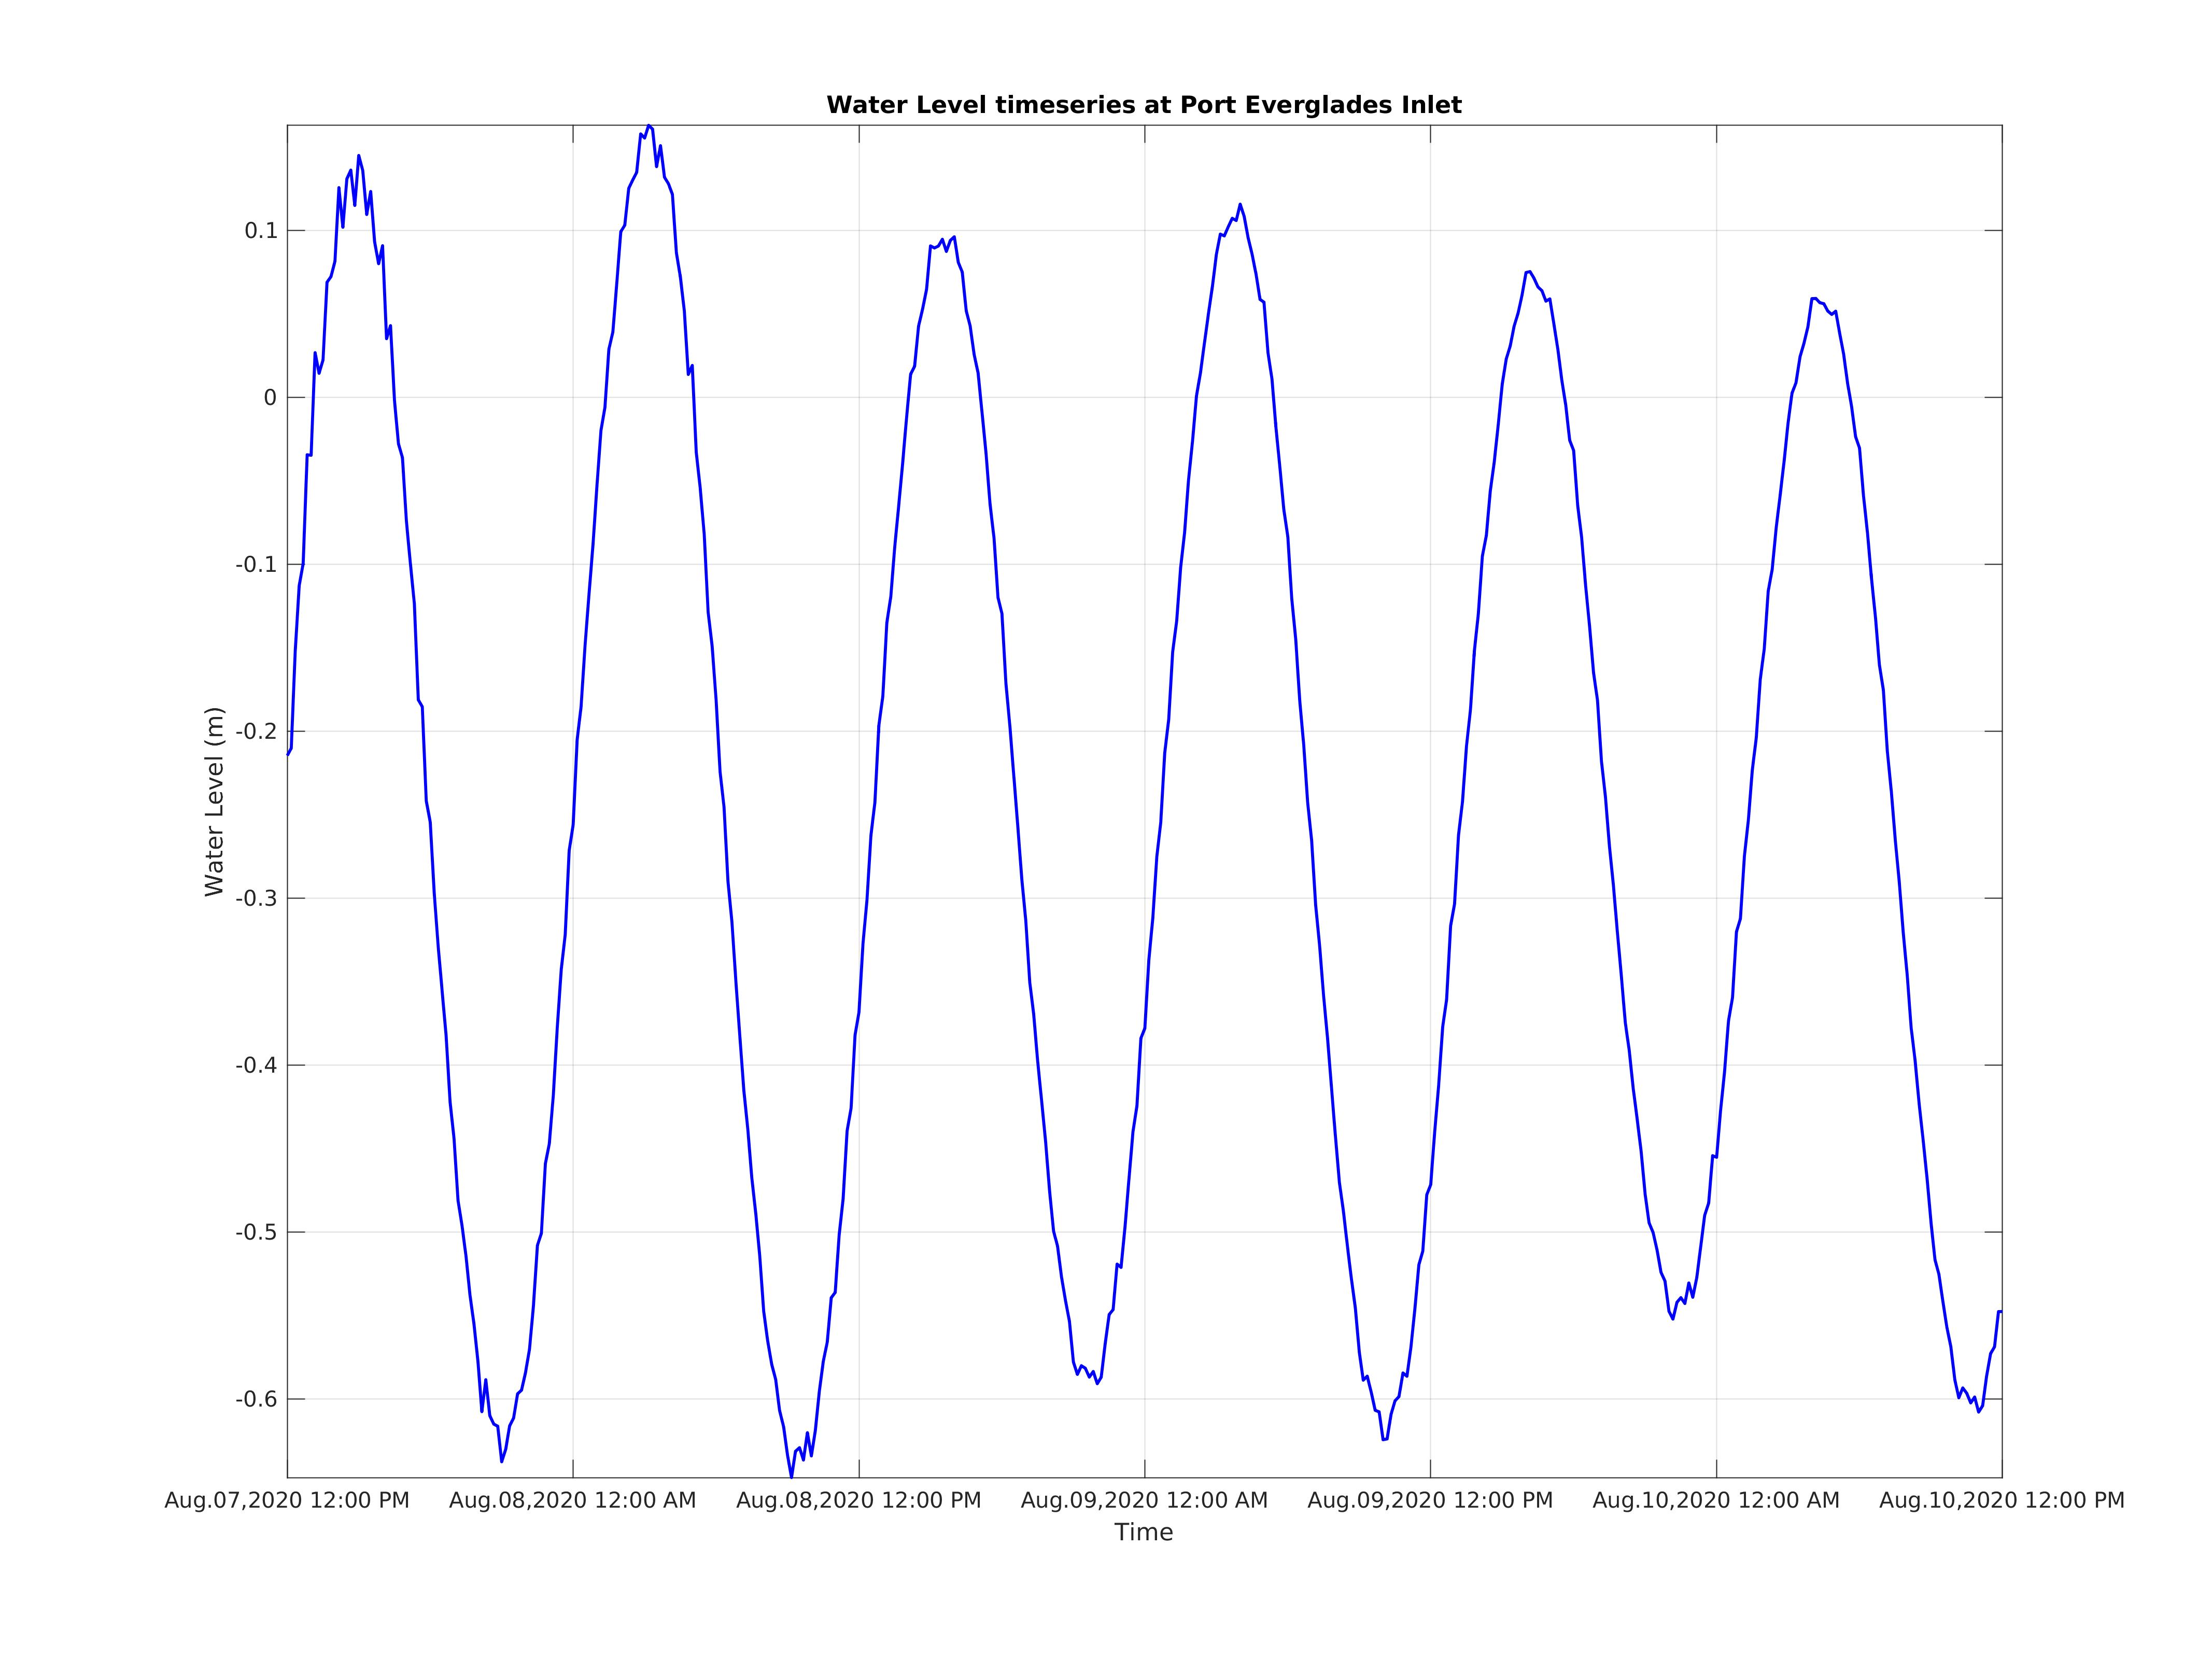 Water Level timeseries at Port Everglades Inlet
0.1
0
-0.1
-0.2
-0.3
-0.4
-0.5
-0.6
Water Level (m)
Aug.07,2020 12:00 PM Aug.08,2020 12:00 AM Aug.08,2020 12:00 PM Aug.09,2020 12:00 AM Aug.09,2020 12:00 PM Aug.10,2020 12:00 AM Aug.10,2020 12:00 PM
Time